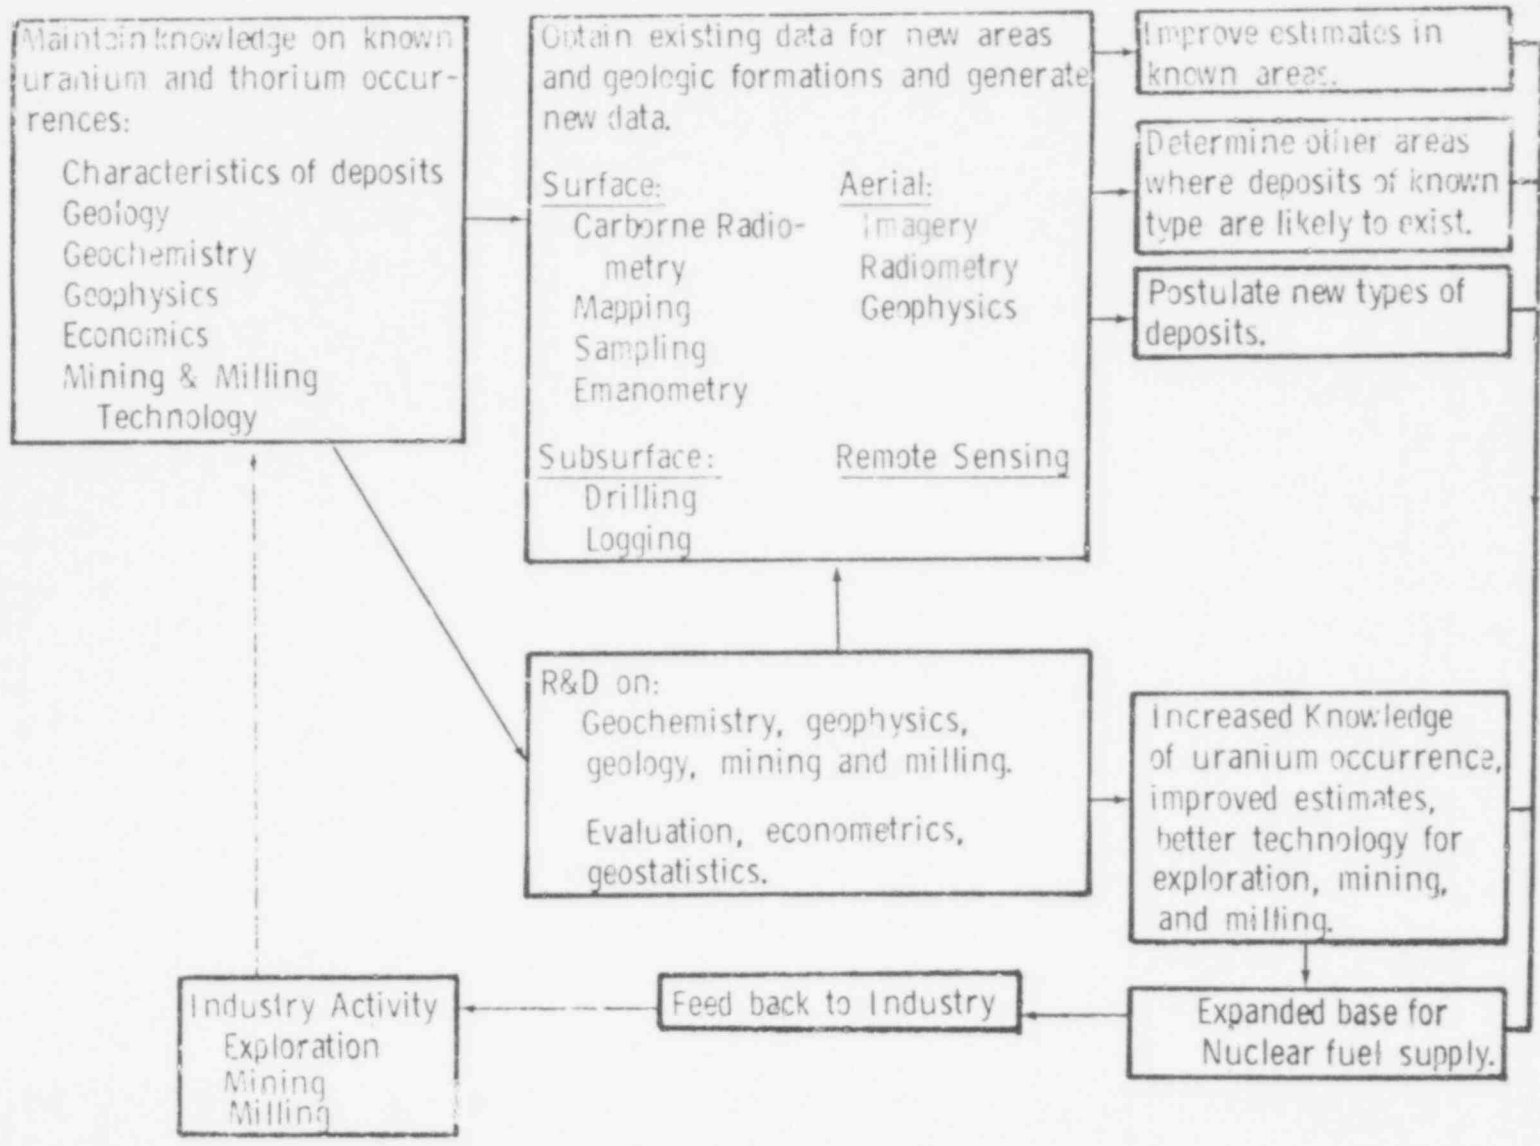 Maintain knowledge on known
uranium and thorium occur-
rences:
Characteristics of deposits
Geology
Geochemistry
Geophysics
Economics
Mining & Milling
Technology
Obtain existing data for new areas
and geologic formations and generate
new data.
Surface:
Carborne Radio-
metry
Mapping
Sampling
Emanometry
Aerial:
Imagery
Radiometry
Geophysics
Subsurface:
Drilling
Logging
Remote Sensing
Improve estimates in
known areas.
Determine other areas
where deposits of known
type are likely to exist.
Postulate new types of
deposits.
R&D on:
Geochemistry, geophysics,
geology, mining and milling.
Evaluation, econometrics,
geostatistics.
Increased Knowledge
of uranium occurrence,
improved estimates,
better technology for
exploration, mining,
and milling.
Industry Activity
Exploration
Mining
Milling
Feed back to Industry
Expanded base for
Nuclear fuel supply.